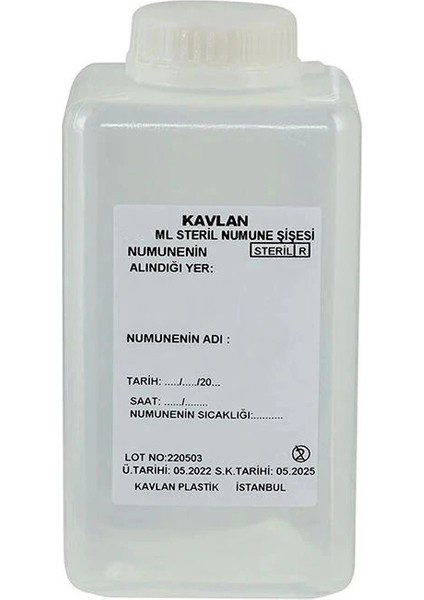 KAVLAN
ML STERİL NUMUNE ŞİŞESİ
NUMUNENİN STERİL R
ALINDIĞI YER:
NUMUNENİN ADI :
TARİH: ...../...../20...
SAAT: ....../........
NUMUNENİN SICAKLIĞI:..........
LOT NO:220503
Ü.TARİHİ: 05.2022 S.K.TARİHİ: 05.2025
KAVLAN PLASTİK İSTANBUL